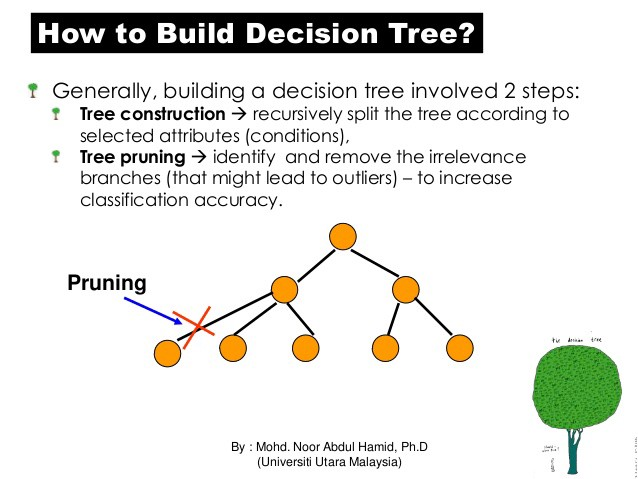 How to Build Decision Tree?
Generally, building a decision tree involved 2 steps:
Tree construction → recursively split the tree according to
selected attributes (conditions),
Tree pruning → identify  and remove the irrelevance
branches (that might lead to outliers) – to increase
classification accuracy.
Pruning
the decision tree
By : Mohd. Noor Abdul Hamid, Ph.D
(Universiti Utara Malaysia)